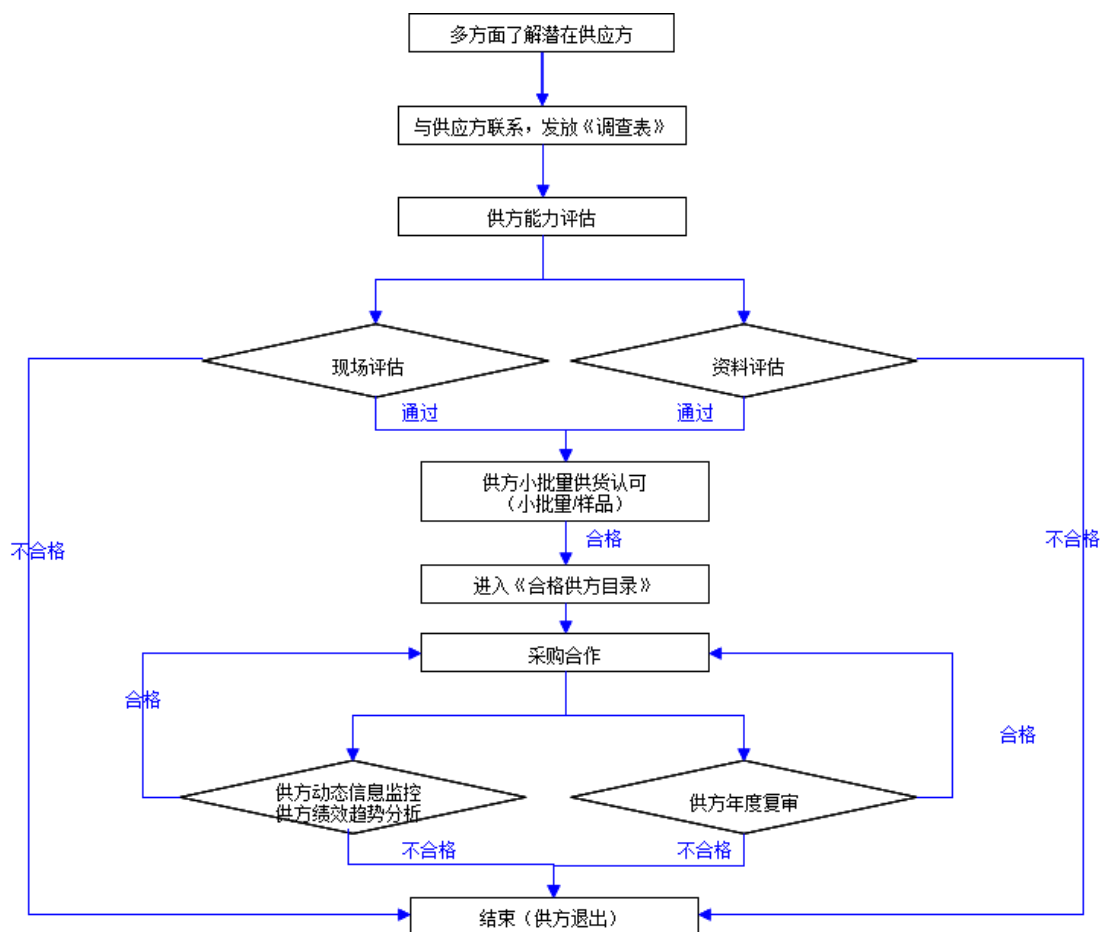 多方面了解潜在供应方
与供应方联系，发放《调查表》
供方能力评估
现场评估
资料评估
通过
通过
供方小批量供货认可
（小批量/样品）
不合格
合格
不合格
进入《合格供方目录》
采购合作
合格
合格
供方动态信息监控
供方绩效趋势分析
供方年度复审
不合格
不合格
结束（供方退出）